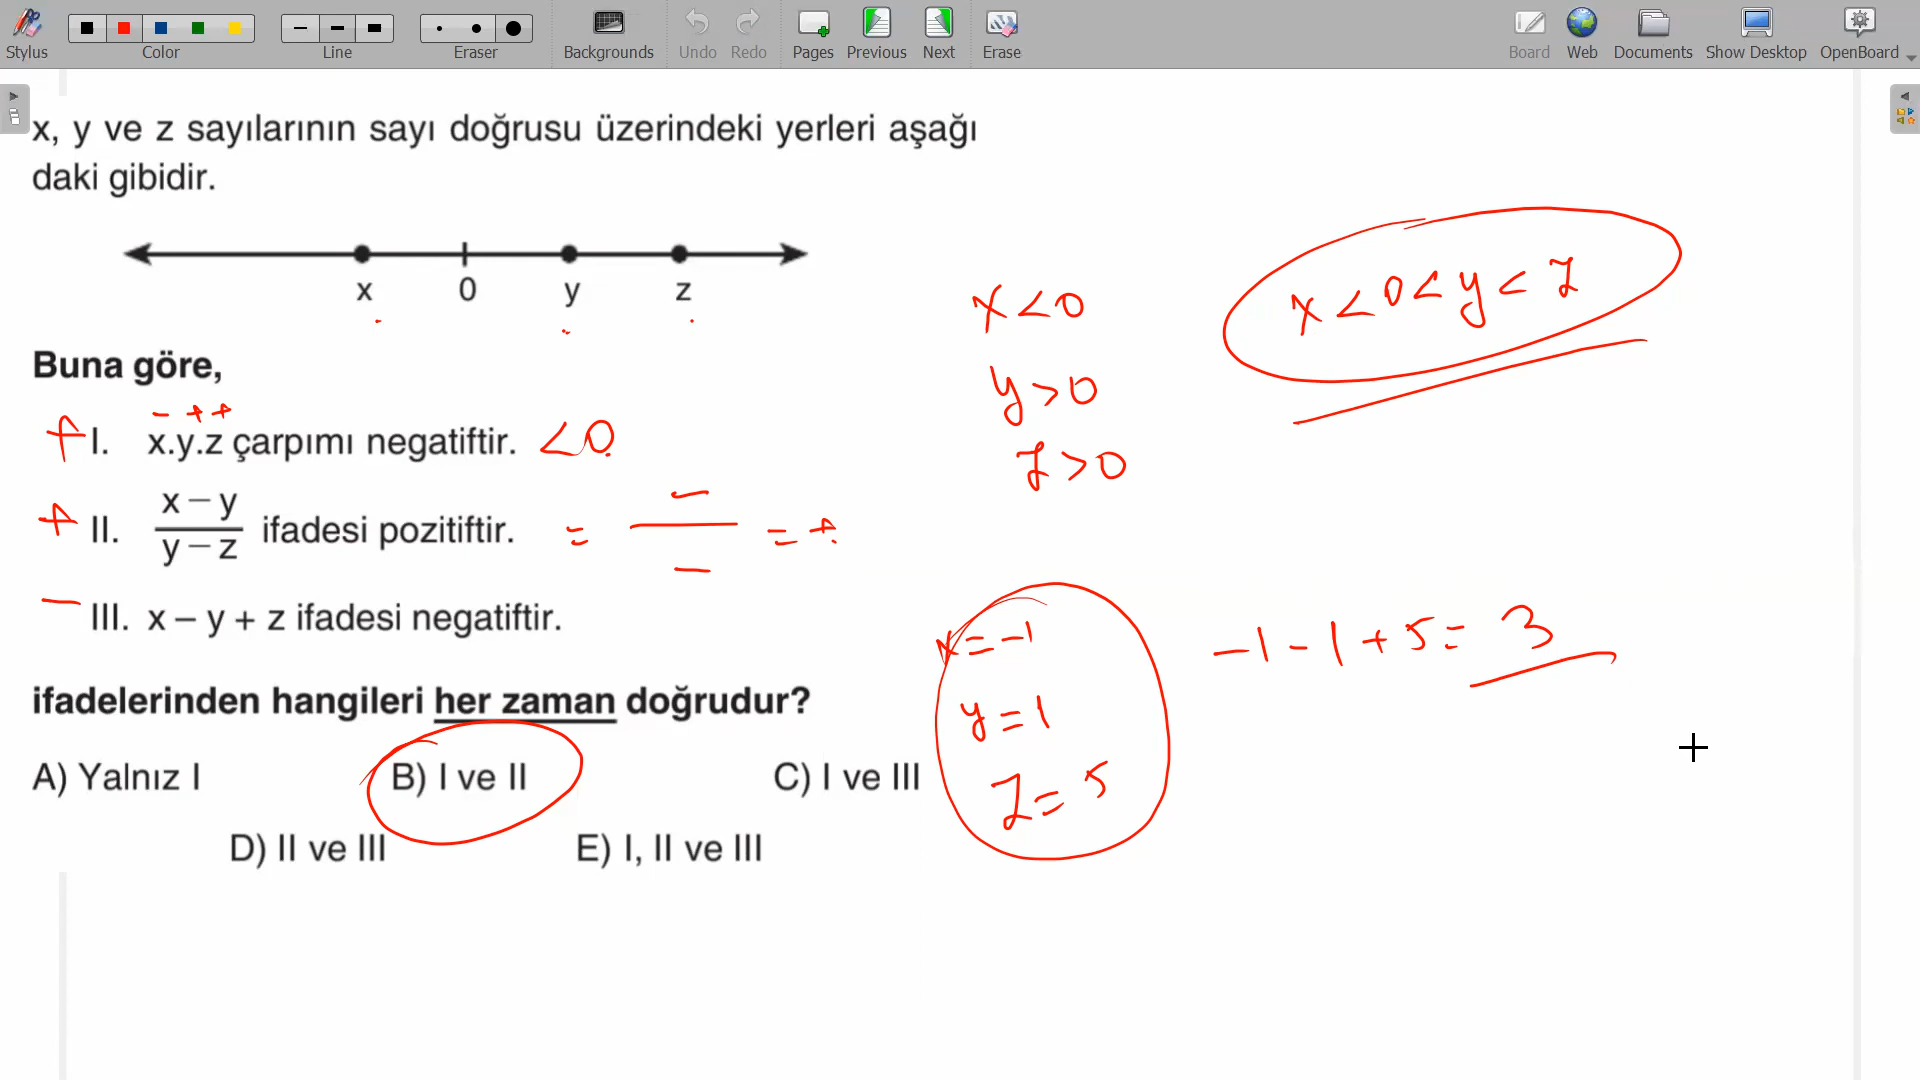 Stylus Color Line Eraser Backgrounds Undo Redo Pages Previous Next Erase Board Web Documents Show Desktop OpenBoard
x, y ve z sayılarının sayı doğrusu üzerindeki yerleri aşağı
daki gibidir.
x 0 y z
x < 0
y > 0
z > 0
x < 0 < y < z
Buna göre,
- + +
+ I. x.y.z çarpımı negatiftir. < 0
+ II. x – y / y – z ifadesi pozitiftir. = – / – = +
– III. x – y + z ifadesi negatiftir.
x = -1
y = 1
z = 5
-1 - 1 + 5 = 3
ifadelerinden hangileri her zaman doğrudur?
A) Yalnız I B) I ve II C) I ve III
D) II ve III E) I, II ve III